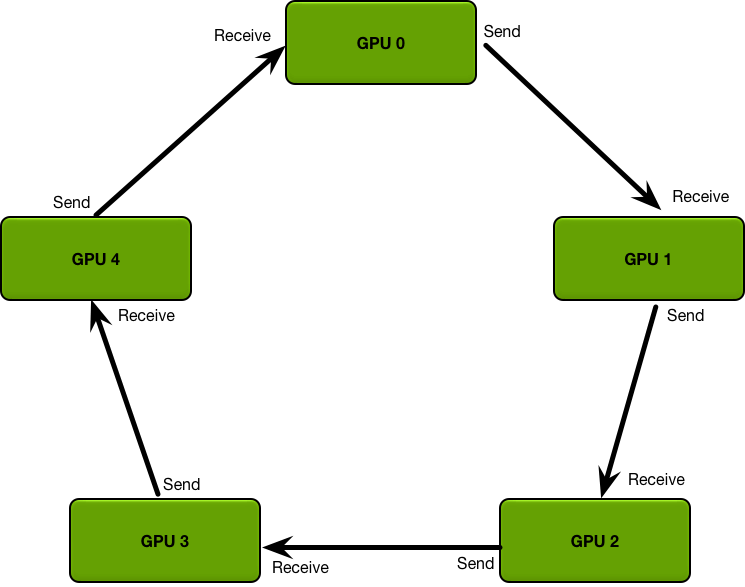 GPU 0
Send
Receive
Receive
Send
GPU 4
GPU 1
Receive
Send
Send
Receive
GPU 3
GPU 2
Receive
Send